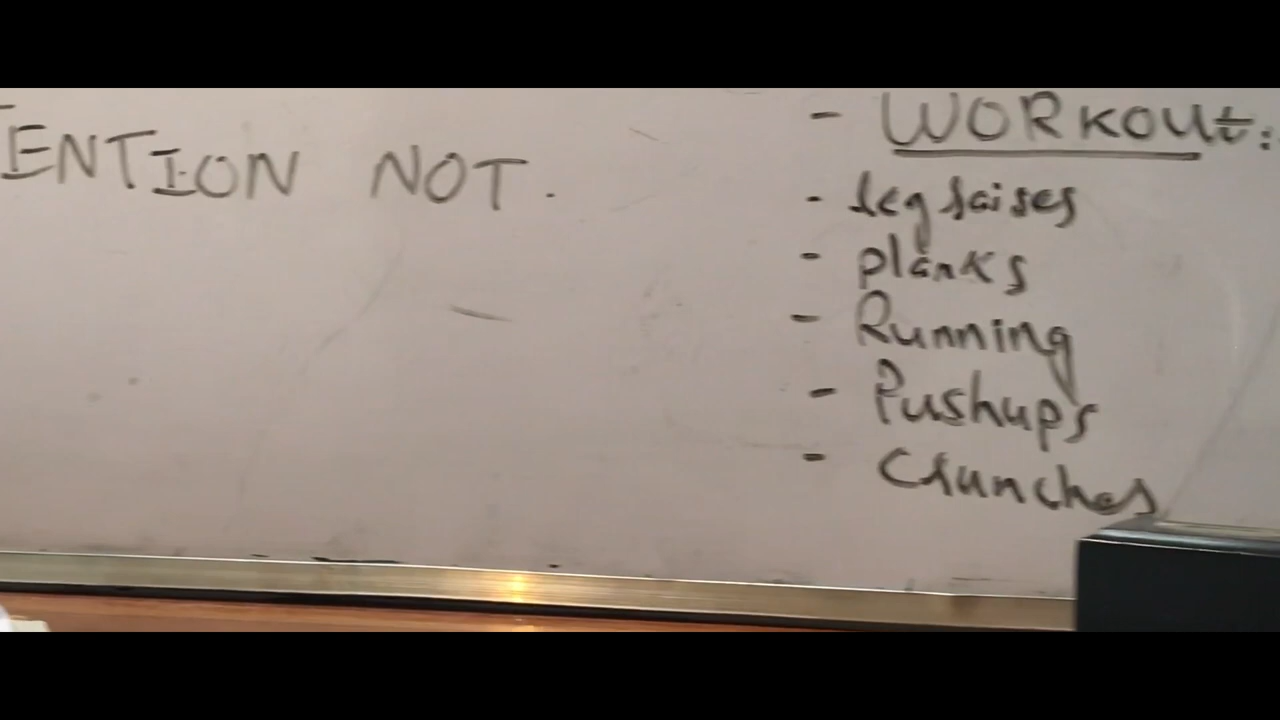 ENTION NOT.
- WORKOUt:
- leg raises
- planks
- Running
- Pushups
- Crunches